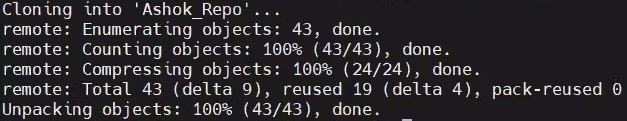 Cloning into 'Ashok_Repo'...
remote: Enumerating objects: 43, done.
remote: Counting objects: 100% (43/43), done.
remote: Compressing objects: 100% (24/24), done.
remote: Total 43 (delta 9), reused 19 (delta 4), pack-reused 0
Unpacking objects: 100% (43/43), done.